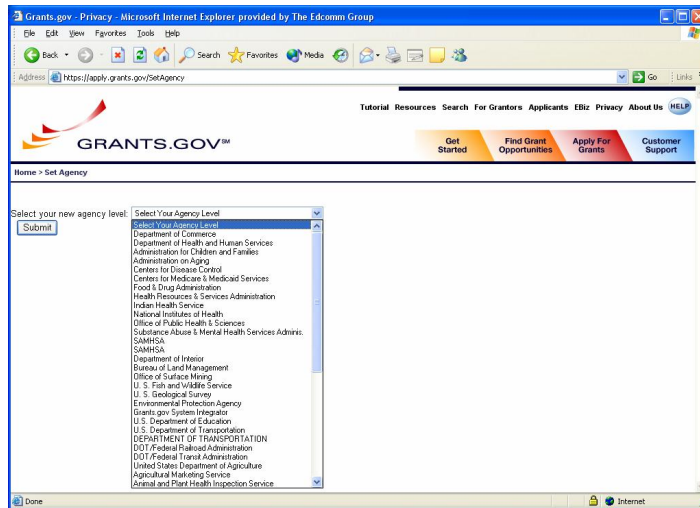 Grants.gov - Privacy - Microsoft Internet Explorer provided by The Edcomm Group
File Edit View Favorites Tools Help
Back Search Favorites Media
Address https://apply.grants.gov/SetAgency Go Links
Tutorial Resources Search For Grantors Applicants EBiz Privacy About Us HELP
GRANTS.GOV SM
Get Started Find Grant Opportunities Apply For Grants Customer Support
Home > Set Agency
Select your new agency level: Select Your Agency Level
Submit
Select Your Agency Level
Department of Commerce
Department of Health and Human Services
Administration for Children and Families
Administration on Aging
Centers for Disease Control
Centers for Medicare & Medicaid Services
Food & Drug Administration
Health Resources & Services Administration
Indian Health Service
National Institutes of Health
Office of Public Health & Sciences
Substance Abuse & Mental Health Services Adminis.
SAMHSA
SAMHSA
Department of Interior
Bureau of Land Management
Office of Surface Mining
U. S. Fish and Wildlife Service
U. S. Geological Survey
Environmental Protection Agency
Grants.gov System Integrator
U.S. Department of Education
U.S. Department of Transportation
DEPARTMENT OF TRANSPORTATION
DOT/Federal Railroad Administration
DOT/Federal Transit Administration
United States Department of Agriculture
Agricultural Marketing Service
Animal and Plant Health Inspection Service
Done Internet